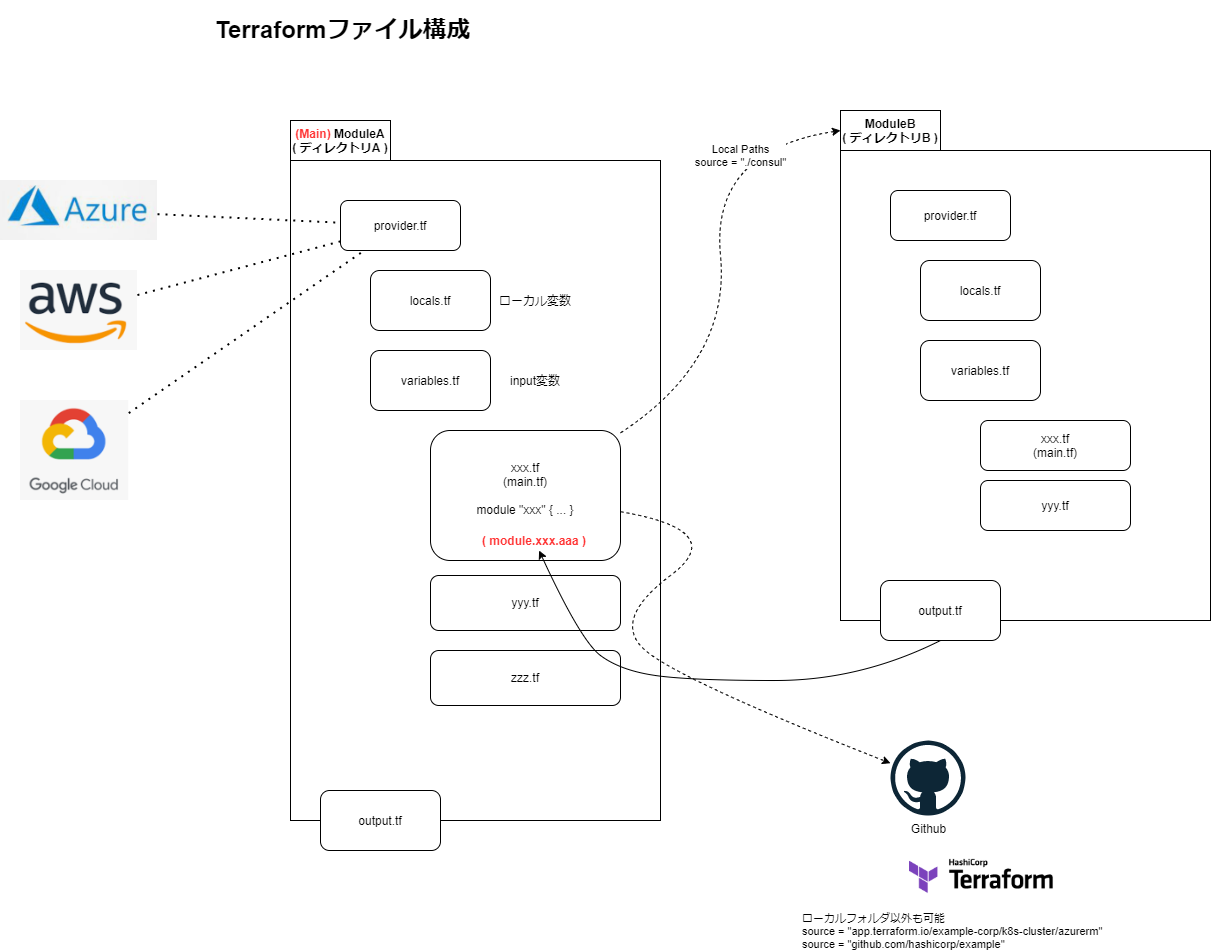 Terraformファイル構成
(Main) ModuleA
( ディレクトリA )
ModuleB
( ディレクトリB )
Local Paths
source = "./consul"
Azure
aws
Google Cloud
provider.tf
locals.tf
ローカル変数
variables.tf
input変数
xxx.tf
(main.tf)
module "xxx" { ... }
( module.xxx.aaa )
yyy.tf
zzz.tf
output.tf
provider.tf
locals.tf
variables.tf
xxx.tf
(main.tf)
yyy.tf
output.tf
Github
HashiCorp
Terraform
ローカルフォルダ以外も可能
source = "app.terraform.io/example-corp/k8s-cluster/azurerm"
source = "github.com/hashicorp/example"